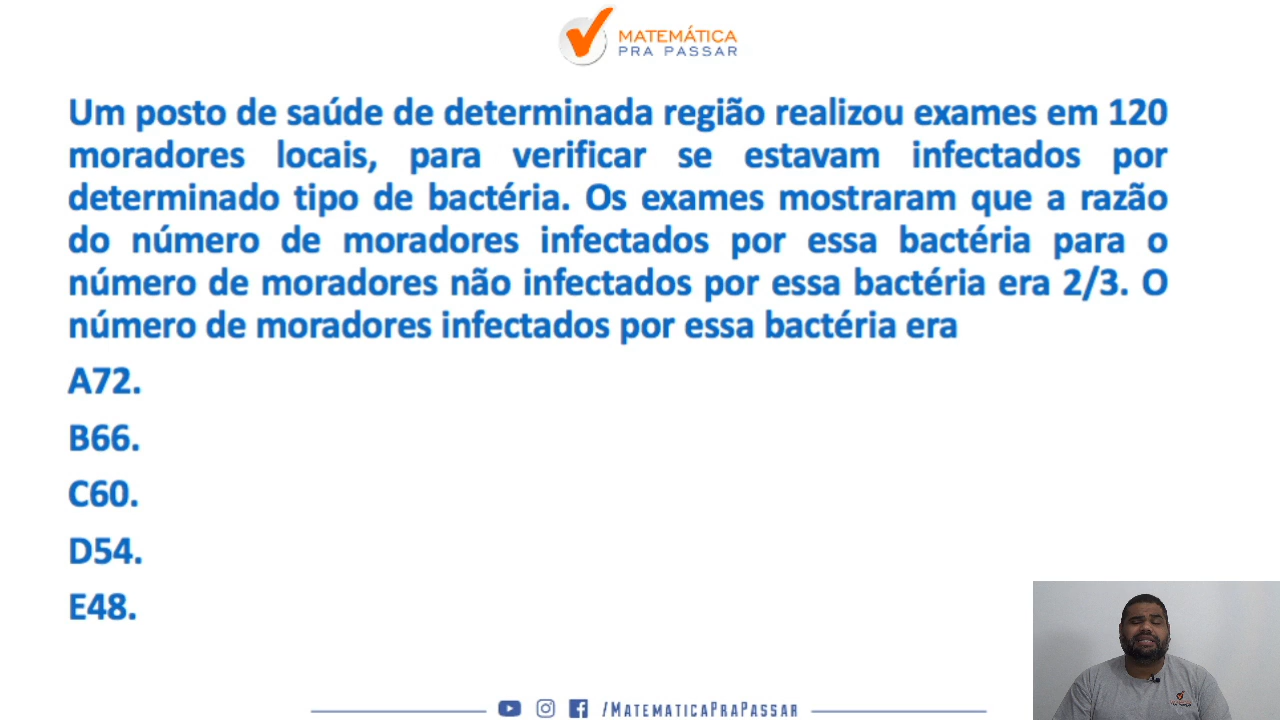 MATEMÁTICA
PRA PASSAR
Um posto de saúde de determinada região realizou exames em 120
moradores locais, para verificar se estavam infectados por
determinado tipo de bactéria. Os exames mostraram que a razão
do número de moradores infectados por essa bactéria para o
número de moradores não infectados por essa bactéria era 2/3. O
número de moradores infectados por essa bactéria era
A72.
B66.
C60.
D54.
E48.
/MATEMATICAPRAPASSAR